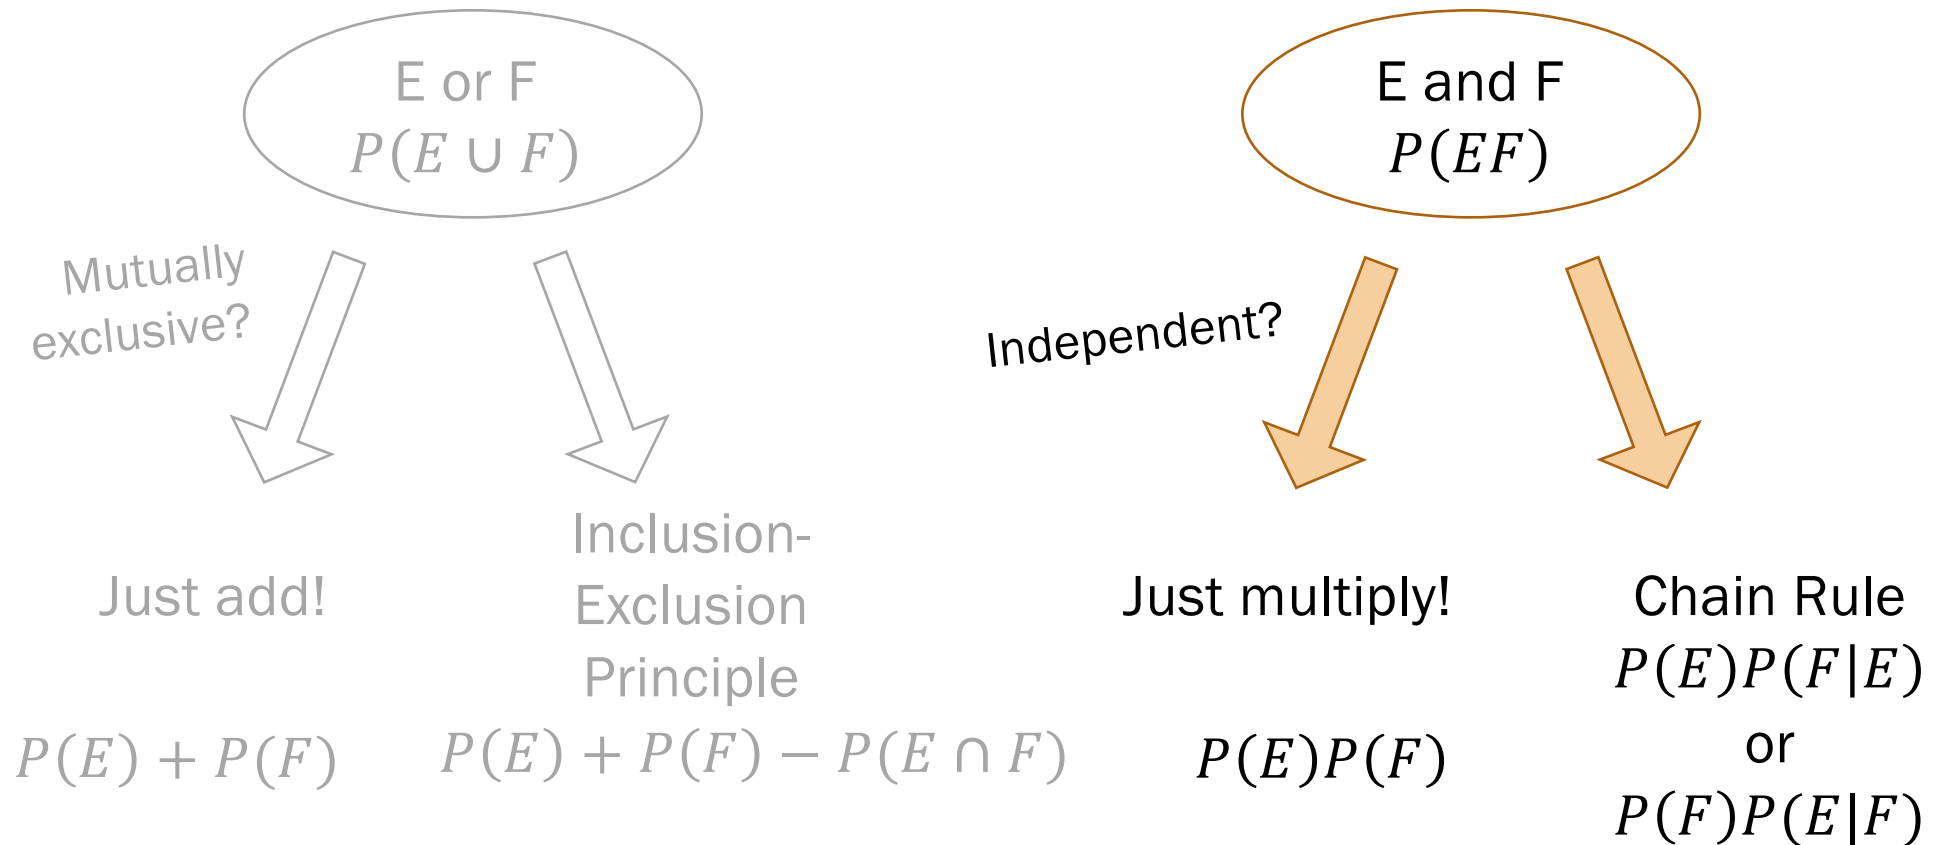 E or F
P(E ∪ F)
Mutually
exclusive?
Just add!
P(E) + P(F)
Inclusion-
Exclusion
Principle
P(E) + P(F) − P(E ∩ F)
E and F
P(EF)
Independent?
Just multiply!
P(E)P(F)
Chain Rule
P(E)P(F|E)
or
P(F)P(E|F)